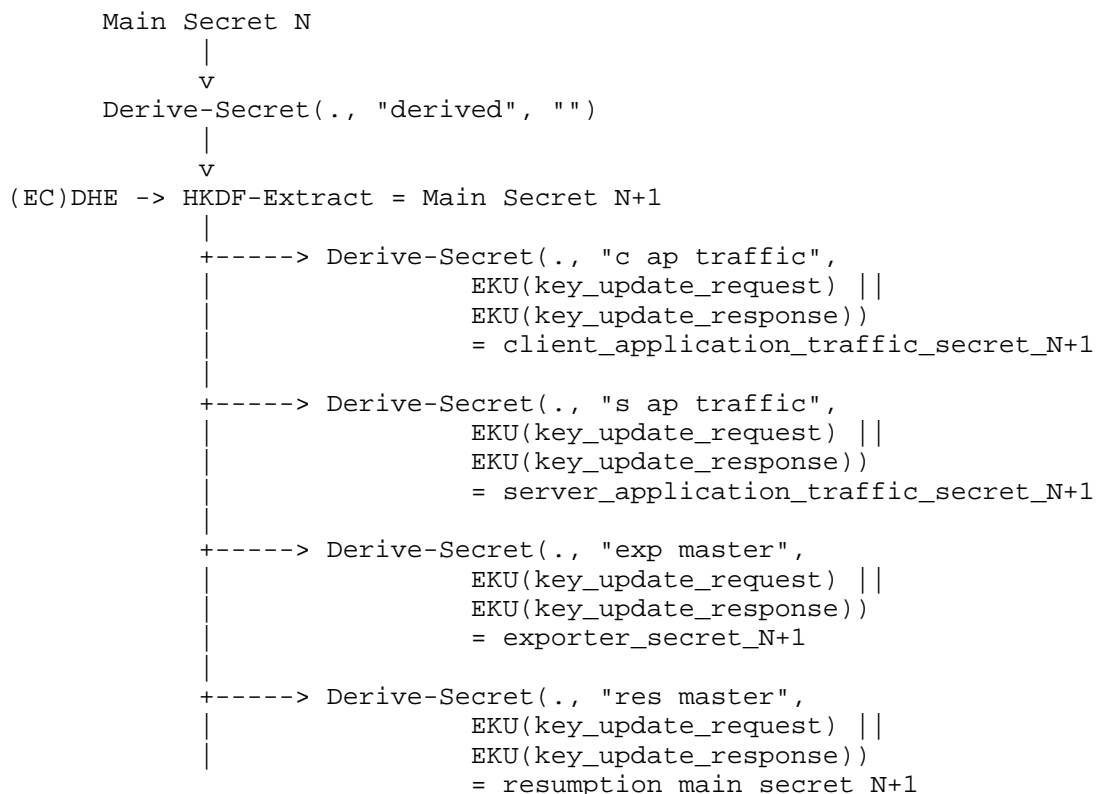 Main Secret N
|
v
Derive-Secret(., "derived", "")
|
v
(EC)DHE -> HKDF-Extract = Main Secret N+1
|
+-----> Derive-Secret(., "c ap traffic",
| EKU(key_update_request) ||
| EKU(key_update_response))
| = client_application_traffic_secret_N+1
|
+-----> Derive-Secret(., "s ap traffic",
| EKU(key_update_request) ||
| EKU(key_update_response))
| = server_application_traffic_secret_N+1
|
+-----> Derive-Secret(., "exp master",
| EKU(key_update_request) ||
| EKU(key_update_response))
| = exporter_secret_N+1
|
+-----> Derive-Secret(., "res master",
| EKU(key_update_request) ||
| EKU(key_update_response))
= resumption_main_secret_N+1